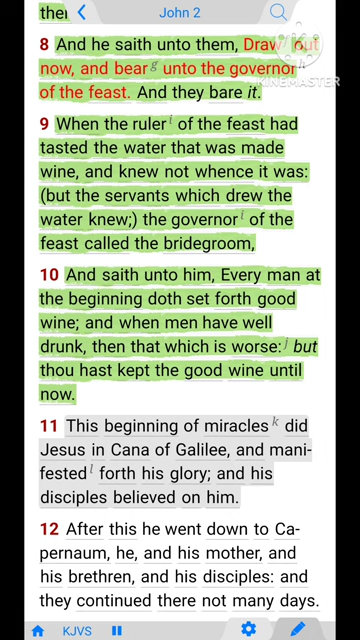 ther
John 2
8 And he saith unto them, Draw out
now, and bear g unto the governor
of the feast. And they bare it.
KINEMASTER
9 When the ruler i of the feast had
tasted the water that was made
wine, and knew not whence it was:
(but the servants which drew the
water knew;) the governor i of the
feast called the bridegroom,
10 And saith unto him, Every man at
the beginning doth set forth good
wine; and when men have well
drunk, then that which is worse: j but
thou hast kept the good wine until
now.
11 This beginning of miracles k did
Jesus in Cana of Galilee, and mani-
fested l forth his glory; and his
disciples believed on him.
12 After this he went down to Ca-
pernaum, he, and his mother, and
his brethren, and his disciples: and
they continued there not many days.
KJVS